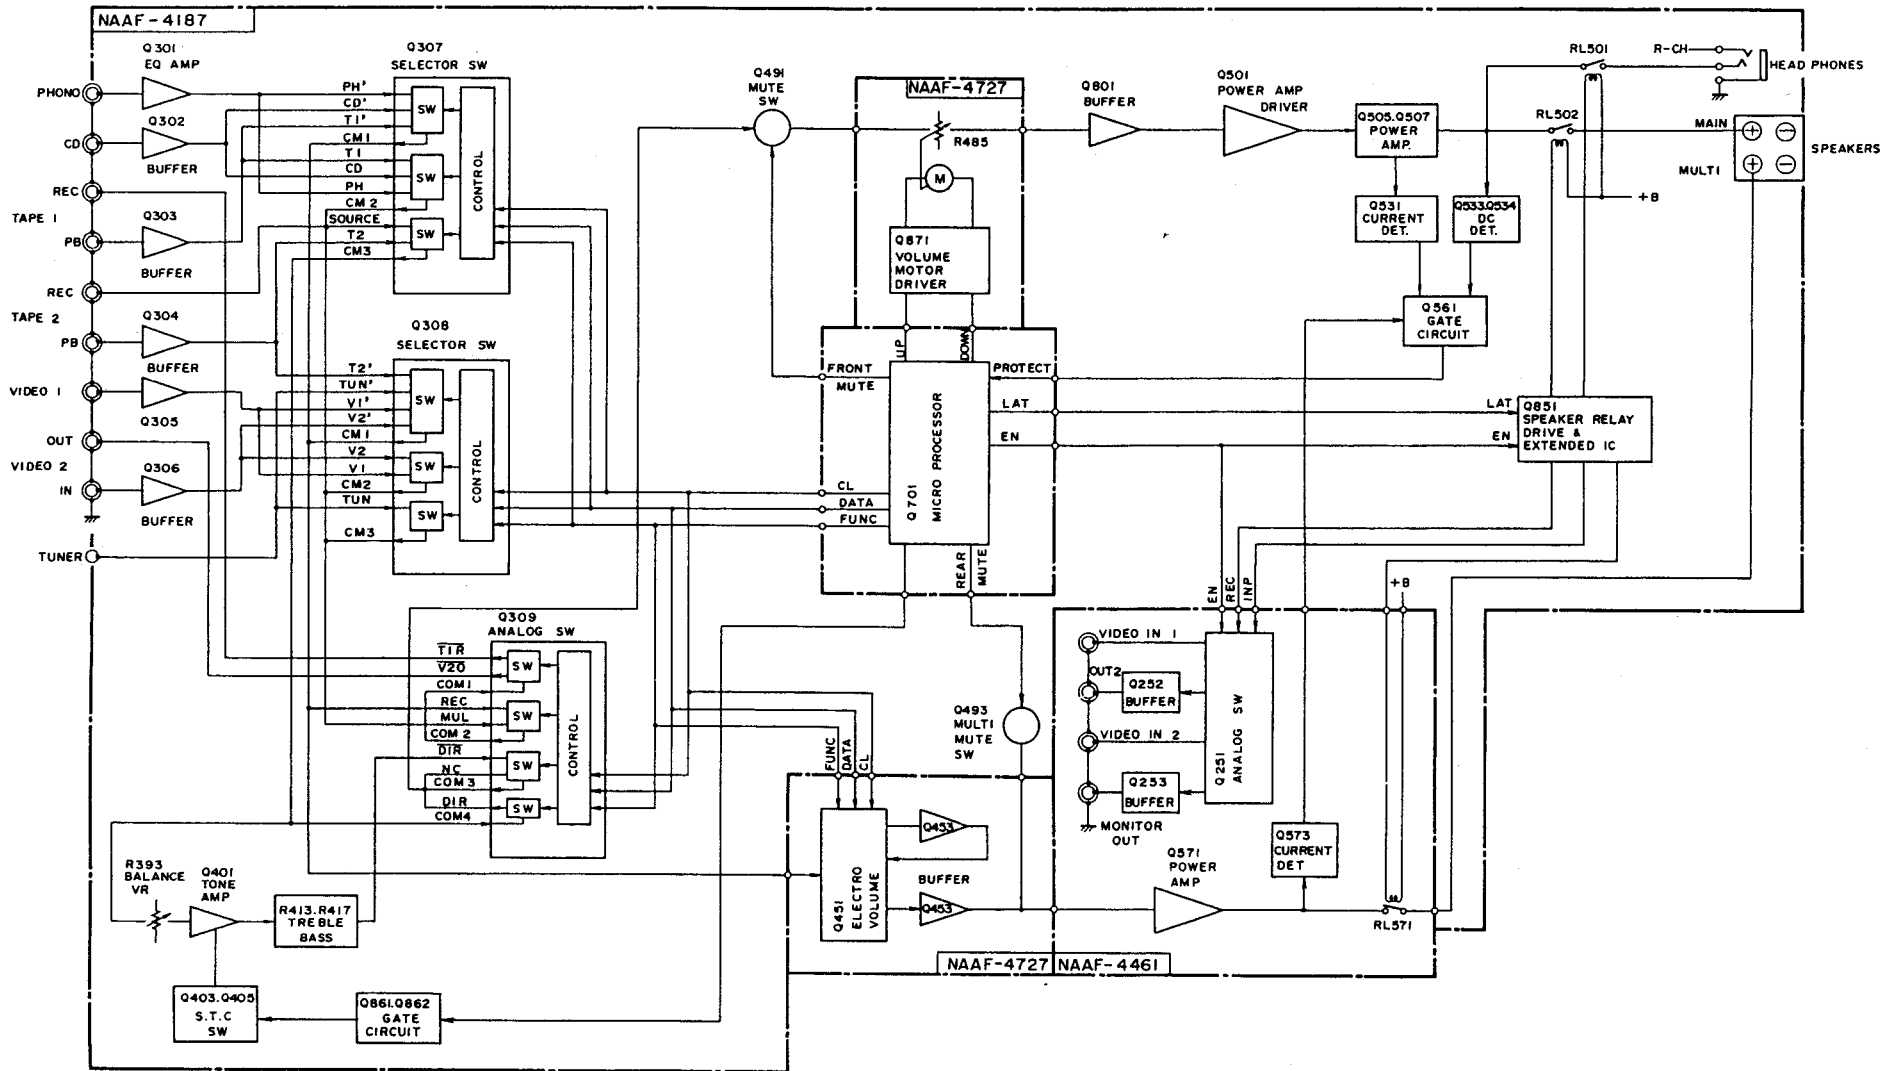 NAAF-4187
Q301
EQ AMP
PHONO
Q302
CD
BUFFER
REC
TAPE 1
Q303
PB
BUFFER
REC
TAPE 2
Q304
PB
BUFFER
VIDEO 1
Q305
OUT
VIDEO 2
Q306
IN
BUFFER
TUNER
Q307
SELECTOR SW
PH'
CD'
T1'
CM1
T1
CD
PH
CM2
SOURCE
T2
CM3
SW
SW
SW
CONTROL
Q308
SELECTOR SW
T2'
TUN'
V1'
V2'
CM1
V2
V1
CM2
TUN
CM3
SW
SW
SW
CONTROL
Q309
ANALOG SW
T1R
V2O
COM1
REC
MUL
COM2
DIR
NC
COM3
DIR
COM4
SW
SW
SW
SW
CONTROL
R393
BALANCE
VR
Q401
TONE
AMP
R413.R417
TREBLE
BASS
Q403.Q405
S.T.C
SW
Q861.Q862
GATE
CIRCUIT
Q491
MUTE
SW
NAAF-4727
R485
M
Q871
VOLUME
MOTOR
DRIVER
UP
DOWN
FRONT
MUTE
PROTECT
LAT
EN
CL
DATA
FUNC
Q701
MICRO PROCESSOR
REAR
MUTE
Q801
BUFFER
Q501
POWER AMP
DRIVER
Q505.Q507
POWER
AMP.
Q531
CURRENT
DET.
Q533.Q534
DC
DET.
Q561
GATE
CIRCUIT
RL501
R-CH
HEAD PHONES
RL502
MAIN
MULTI
SPEAKERS
+B
LAT
EN
Q851
SPEAKER RELAY
DRIVE &
EXTENDED IC
EN
REC
INP
+B
Q493
MULTI
MUTE
SW
FUNC
DATA
CL
Q451
ELECTRO
VOLUME
Q453
BUFFER
Q453
VIDEO IN 1
OUT2
Q252
BUFFER
VIDEO IN 2
Q253
BUFFER
MONITOR
OUT
Q251
ANALOG SW
Q571
POWER
AMP
Q573
CURRENT
DET
RL571
NAAF-4727
NAAF-4461